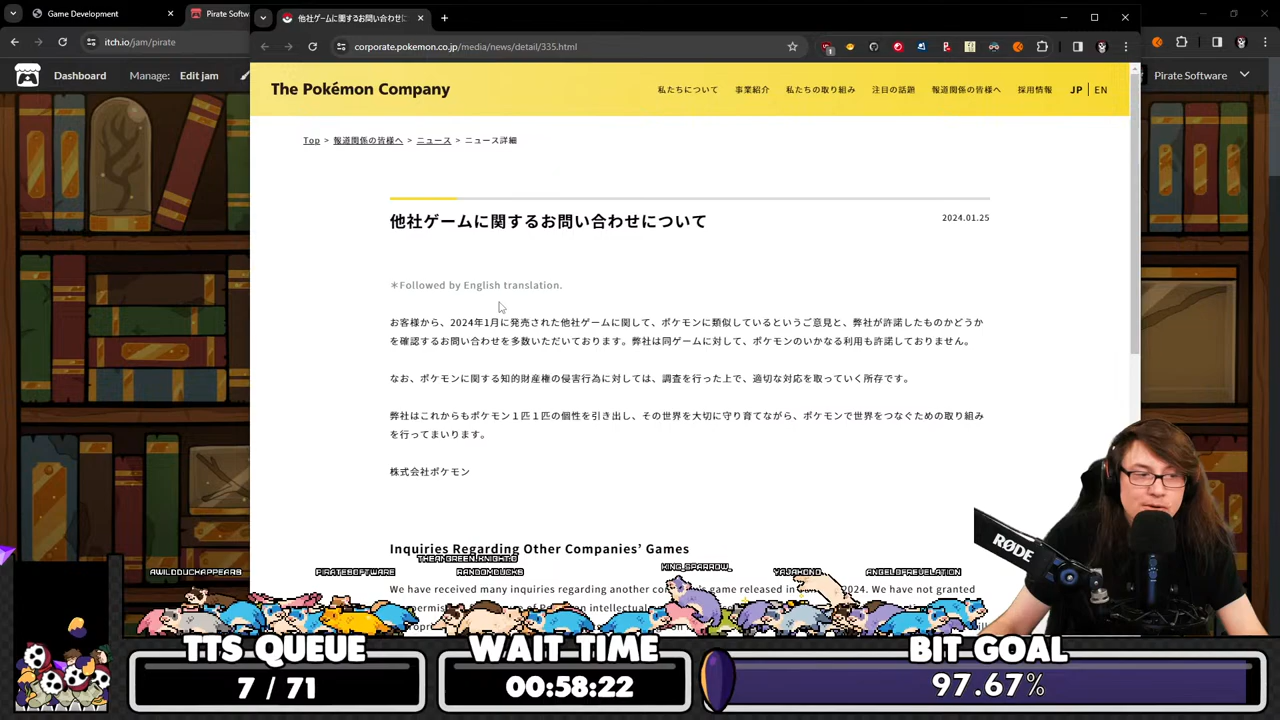 Game Development
Pirate Softw
他社ゲームに関するお問い合わせに
itch.io/jam/pirate
corporate.pokemon.co.jp/media/news/detail/335.html
Dashboard
Manage:
Edit jam
Pirate Software
The Pokémon Company
私たちについて
事業紹介
私たちの取り組み
注目の話題
報道関係の皆様へ
採用情報
JP | EN
Top > 報道関係の皆様へ > ニュース > ニュース詳細
他社ゲームに関するお問い合わせについて
2024.01.25
＊Followed by English translation.
お客様から、2024年1月に発売された他社ゲームに関して、ポケモンに類似しているというご意見と、弊社が許諾したものかどうか
を確認するお問い合わせを多数いただいております。弊社は同ゲームに対して、ポケモンのいかなる利用も許諾しておりません。
なお、ポケモンに関する知的財産権の侵害行為に対しては、調査を行った上で、適切な対応を取っていく所存です。
弊社はこれからもポケモン１匹１匹の個性を引き出し、その世界を大切に守り育てながら、ポケモンで世界をつなぐための取り組み
を行ってまいります。
株式会社ポケモン
Inquiries Regarding Other Companies’ Games
AWILDDUCKAPPEARS
PIRATESOFTWARE
RANDOMDUCKS
KING_SPARROW_
YAJAKOND
ANGELOFREVELATION
We have received many inquiries regarding another game released in 2024. We have not granted
TTS QUEUE
7 / 71
WAIT TIME
00:58:22
BIT GOAL
97.67%
RØDE